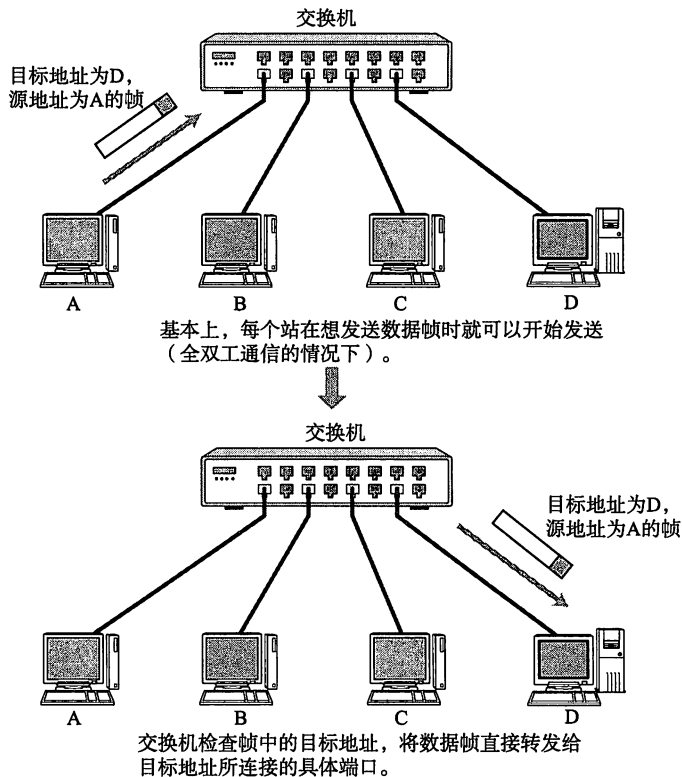 交换机
目标地址为D，
源地址为A的帧
A
B
C
D
基本上，每个站在想发送数据帧时就可以开始发送
（全双工通信的情况下）。
交换机
目标地址为D，
源地址为A的帧
A
B
C
D
交换机检查帧中的目标地址，将数据帧直接转发给
目标地址所连接的具体端口。